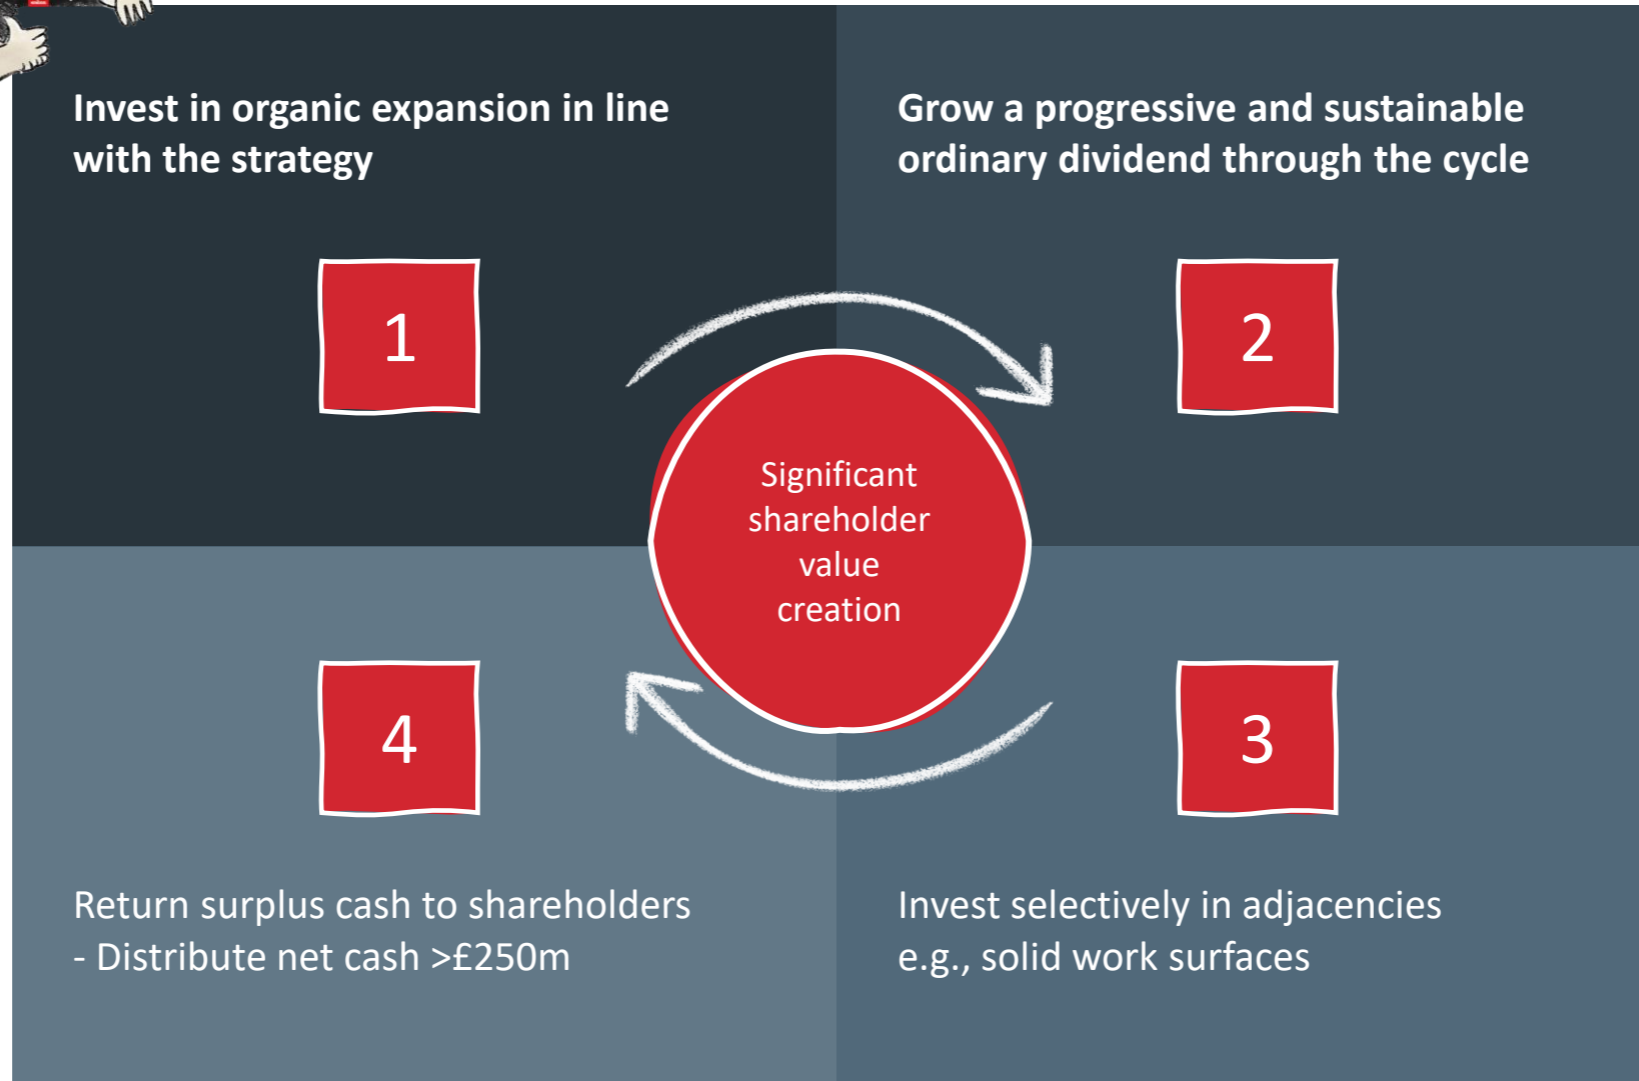 Invest in organic expansion in line
with the strategy
1
Grow a progressive and sustainable
ordinary dividend through the cycle
2
Significant
shareholder
value
creation
4
Return surplus cash to shareholders
- Distribute net cash >£250m
3
Invest selectively in adjacencies
e.g., solid work surfaces